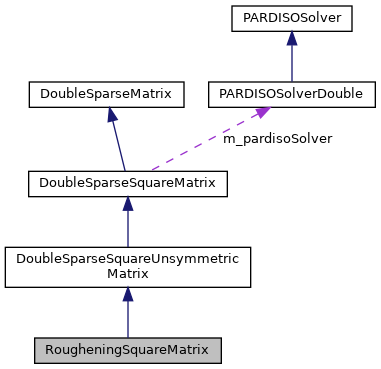 PARDISOSolver
DoubleSparseMatrix
PARDISOSolverDouble
m_pardisoSolver
DoubleSparseSquareMatrix
DoubleSparseSquareUnsymmetric
Matrix
RougheningSquareMatrix